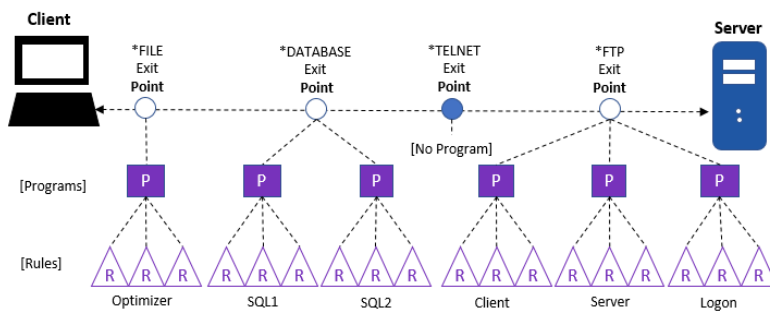 Client
Server
*FILE
Exit
Point
*DATABASE
Exit
Point
*TELNET
Exit
Point
*FTP
Exit
Point
[No Program]
[Programs]
P
P
P
P
P
P
[Rules]
R R R
R R R
R R R
R R R
R R R
R R R
Optimizer
SQL1
SQL2
Client
Server
Logon